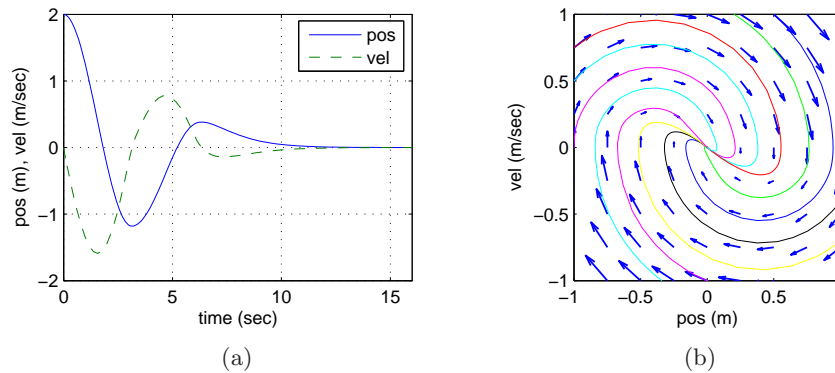 2
1
0
−1
−2
0
5
10
15
pos (m), vel (m/sec)
time (sec)
pos
vel
(a)
1
0.5
0
−0.5
−1
−1
−0.5
0
0.5
vel (m/sec)
pos (m)
(b)